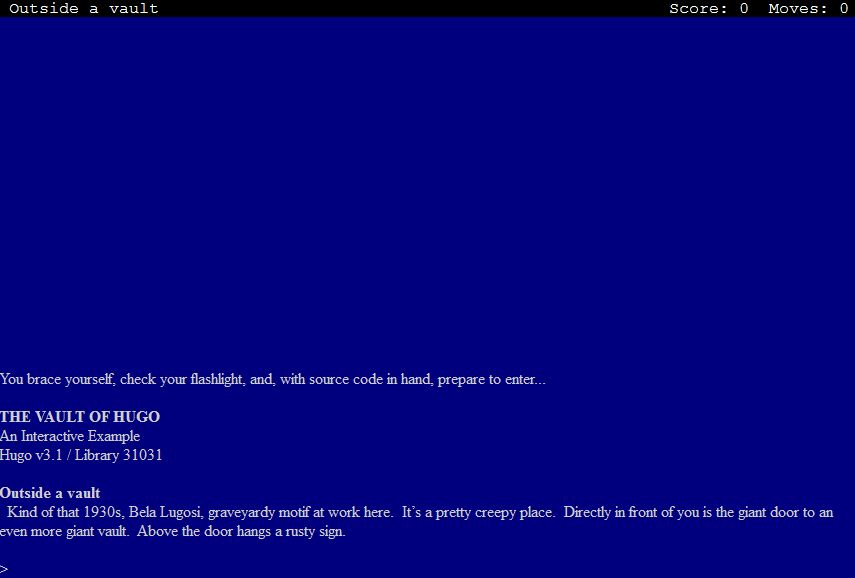 Outside a vault Score: 0 Moves: 0
You brace yourself, check your flashlight, and, with source code in hand, prepare to enter...
THE VAULT OF HUGO
An Interactive Example
Hugo v3.1 / Library 31031
Outside a vault
Kind of that 1930s, Bela Lugosi, graveyardy motif at work here. It's a pretty creepy place. Directly in front of you is the giant door to an
even more giant vault. Above the door hangs a rusty sign.
>